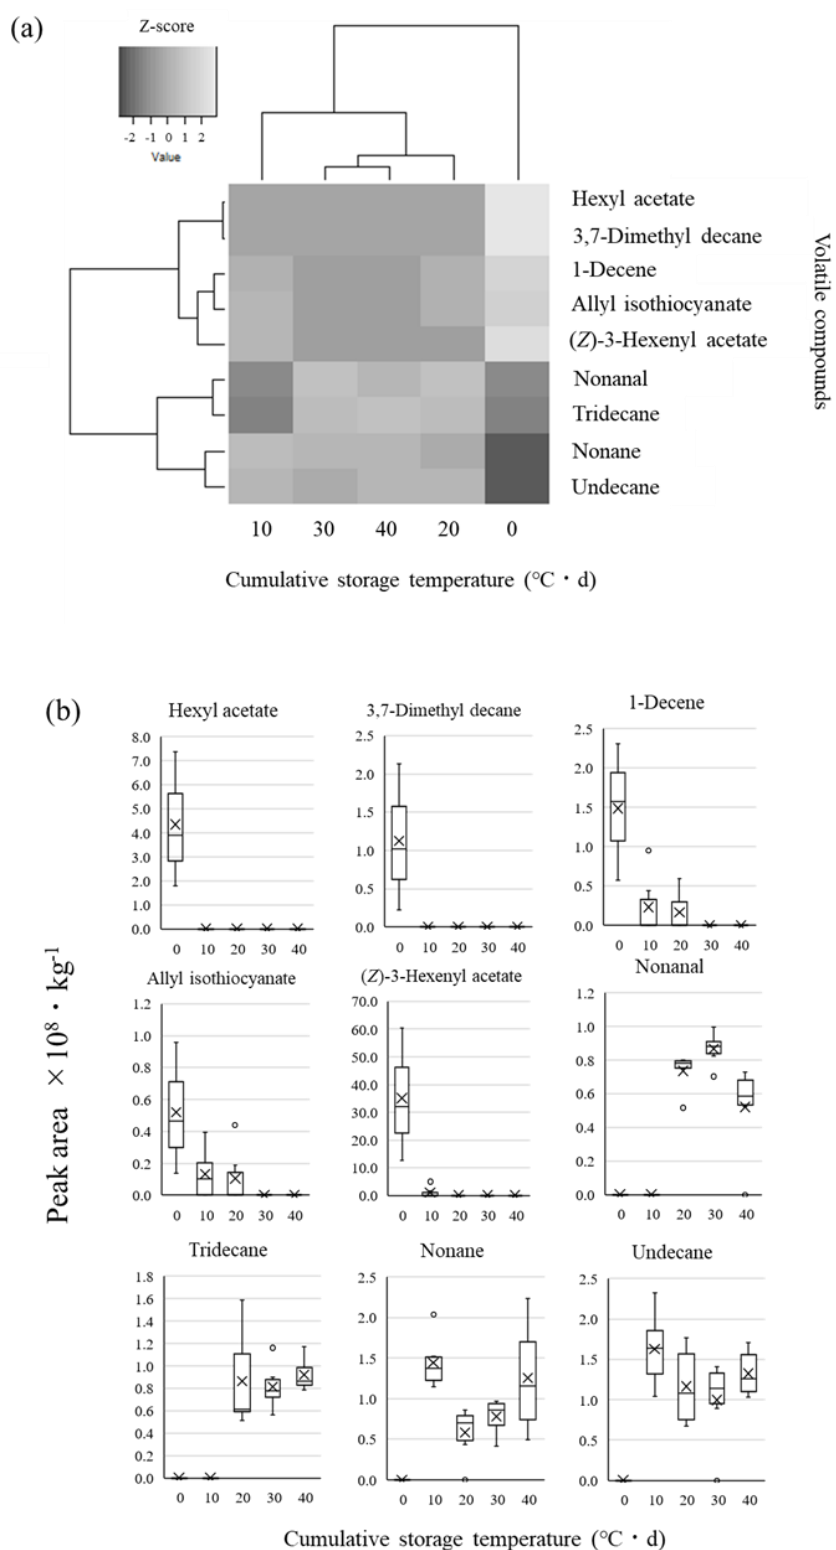 (a)
Z-score
-2 -1 0 1 2
Value
Hexyl acetate
3,7-Dimethyl decane
1-Decene
Allyl isothiocyanate
(Z)-3-Hexenyl acetate
Nonanal
Tridecane
Nonane
Undecane
Volatile compounds
10 30 40 20 0
Cumulative storage temperature (℃・d)
(b)
Peak area ×10⁸・kg⁻¹
Hexyl acetate
8.0
7.0
6.0
5.0
4.0
3.0
2.0
1.0
0.0
0 10 20 30 40
3,7-Dimethyl decane
2.5
2.0
1.5
1.0
0.5
0.0
0 10 20 30 40
1-Decene
2.5
2.0
1.5
1.0
0.5
0.0
0 10 20 30 40
Allyl isothiocyanate
1.2
1.0
0.8
0.6
0.4
0.2
0.0
0 10 20 30 40
(Z)-3-Hexenyl acetate
70.0
60.0
50.0
40.0
30.0
20.0
10.0
0.0
0 10 20 30 40
Nonanal
1.2
1.0
0.8
0.6
0.4
0.2
0.0
0 10 20 30 40
Tridecane
1.8
1.6
1.4
1.2
1.0
0.8
0.6
0.4
0.2
0.0
0 10 20 30 40
Nonane
2.5
2.0
1.5
1.0
0.5
0.0
0 10 20 30 40
Undecane
2.5
2.0
1.5
1.0
0.5
0.0
0 10 20 30 40
Cumulative storage temperature (℃・d)